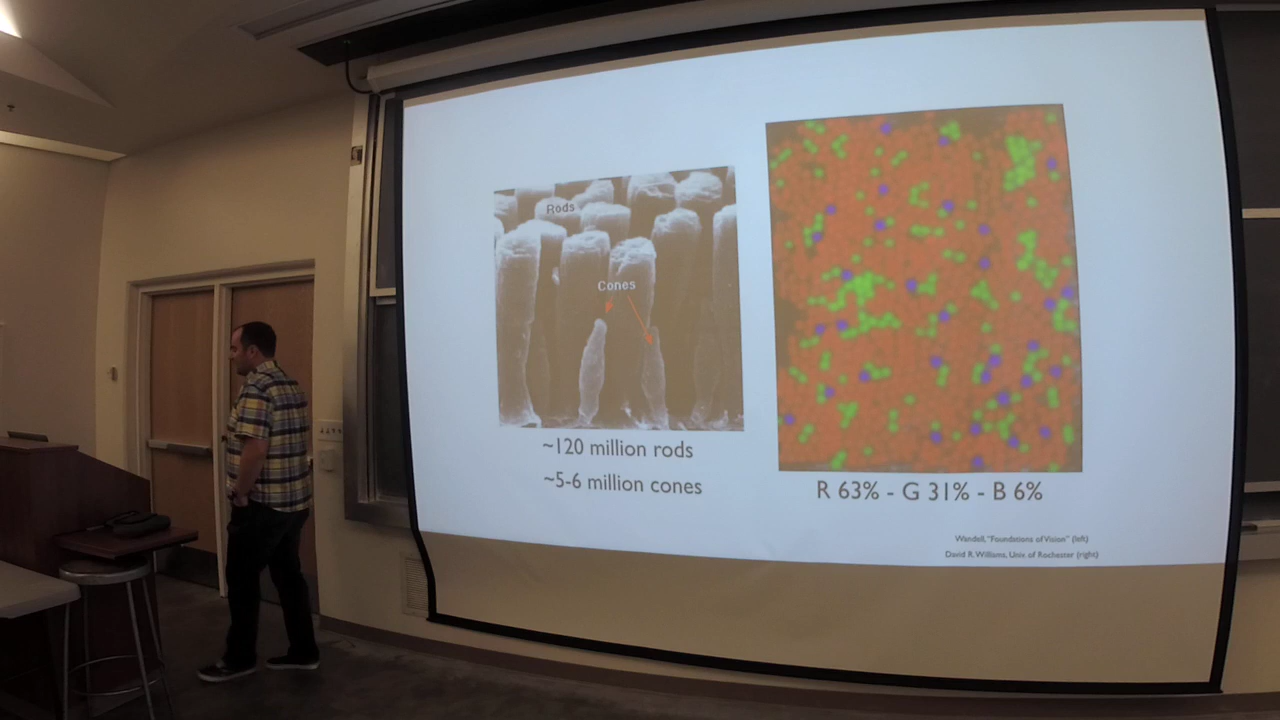 Rods
Cones
~120 million rods
~5-6 million cones
R 63% - G 31% - B 6%
Wandell, "Foundations of Vision" (left)
David R. Williams, Univ. of Rochester (right)